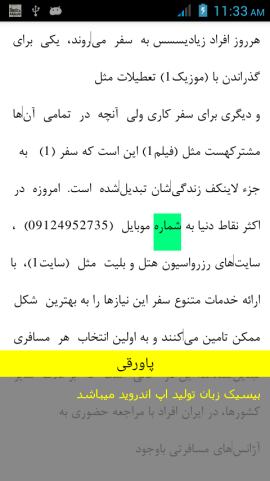 11:33 AM
هرروز افراد زیادیسسس به سفر می‌روند، یکی برای
گذراندن با (موزیک1) تعطیلات مثل
و دیگری برای سفر کاری ولی آنچه در تمامی آن‌ها
مشترکهست مثل (فیلم1) این است که سفر (1) به
جزء لاینکف زندگی‌شان تبدیل‌شده است. امروزه در
اکثر نقاط دنیا به شماره موبایل (09124952735) ،
سایت‌های رزرواسیون هتل و بلیت مثل (سایت1)، با
ارائه خدمات متنوع سفر این نیازها را به بهترین شکل
ممکن تامین می‌کنند و به اولین انتخاب هر مسافری
پاورقی
بیسیک زبان تولید اپ اندروید میباشد
کشورها، در ایران افراد با مراجعه حضوری به
آژانس‌های مسافرتی باوجود